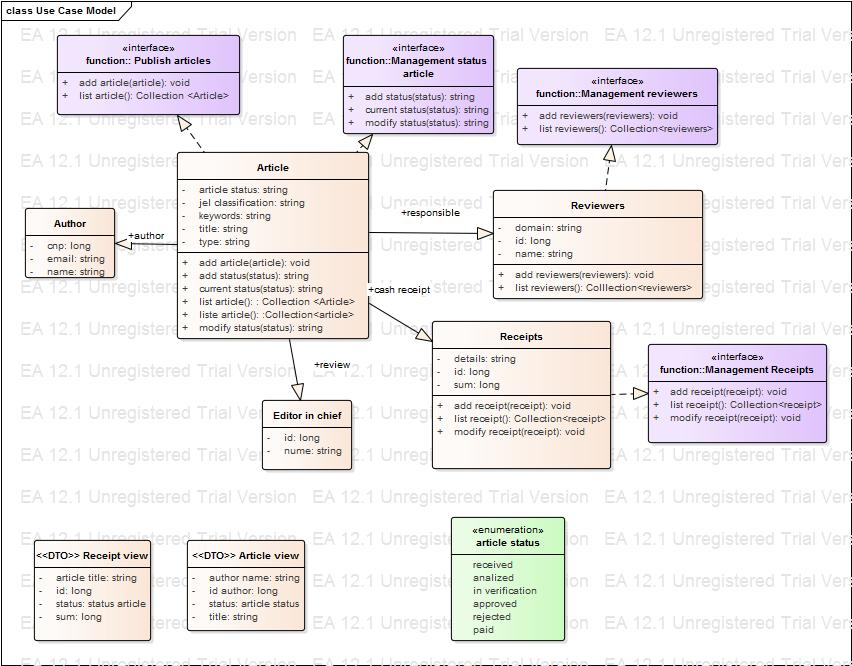 class Use Case Model
«interface»
function:: Publish articles
+ add article(article): void
+ list article(): Collection <Article>
«interface»
function::Management status
article
+ add status(status): string
+ current status(status): string
+ modify status(status): string
«interface»
function::Management reviewers
+ add reviewers(reviewers): void
+ list reviewers(): Collection<reviewers>
Article
- article status: string
- jel classification: string
- keywords: string
- title: string
- type: string
+ add article(article): void
+ add status(status): string
+ current status(status): string
+ list article(): : Collection <Article>
+ liste article(): :Collection<article>
+ modify status(status): string
Author
- cnp: long
- email: string
- name: string
+author
+responsible
Reviewers
- domain: string
- id: long
- name: string
+ add reviewers(reviewers): void
+ list reviewers(): Colllection<reviewers>
+cash receipt
Receipts
- details: string
- id: long
- sum: long
+ add receipt(receipt): void
+ list receipt(): Collection<receipt>
+ modify receipt(receipt): void
«interface»
function::Management Receipts
+ add receipt(receipt): void
+ list receipt(): Collection<receipt>
+ modify receipt(receipt): void
+review
Editor in chief
- id: long
- nume: string
<<DTO>> Receipt view
- article title: string
- id: long
- status: status article
- sum: long
<<DTO>> Article view
- author name: string
- id author: long
- status: article status
- title: string
«enumeration»
article status
received
analized
in verification
approved
rejected
paid
EA 12.1 Unregistered Trial Version